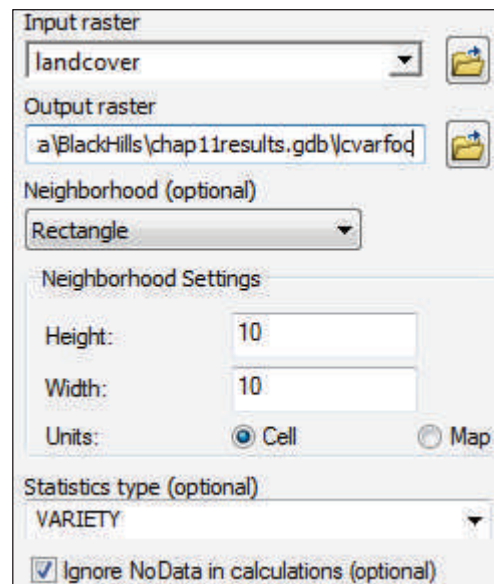 Input raster
landcover
Output raster
a\BlackHills\chap11results.gdb\lcvarfoc
Neighborhood (optional)
Rectangle
Neighborhood Settings
Height: 10
Width: 10
Units: Cell Map
Statistics type (optional)
VARIETY
Ignore NoData in calculations (optional)